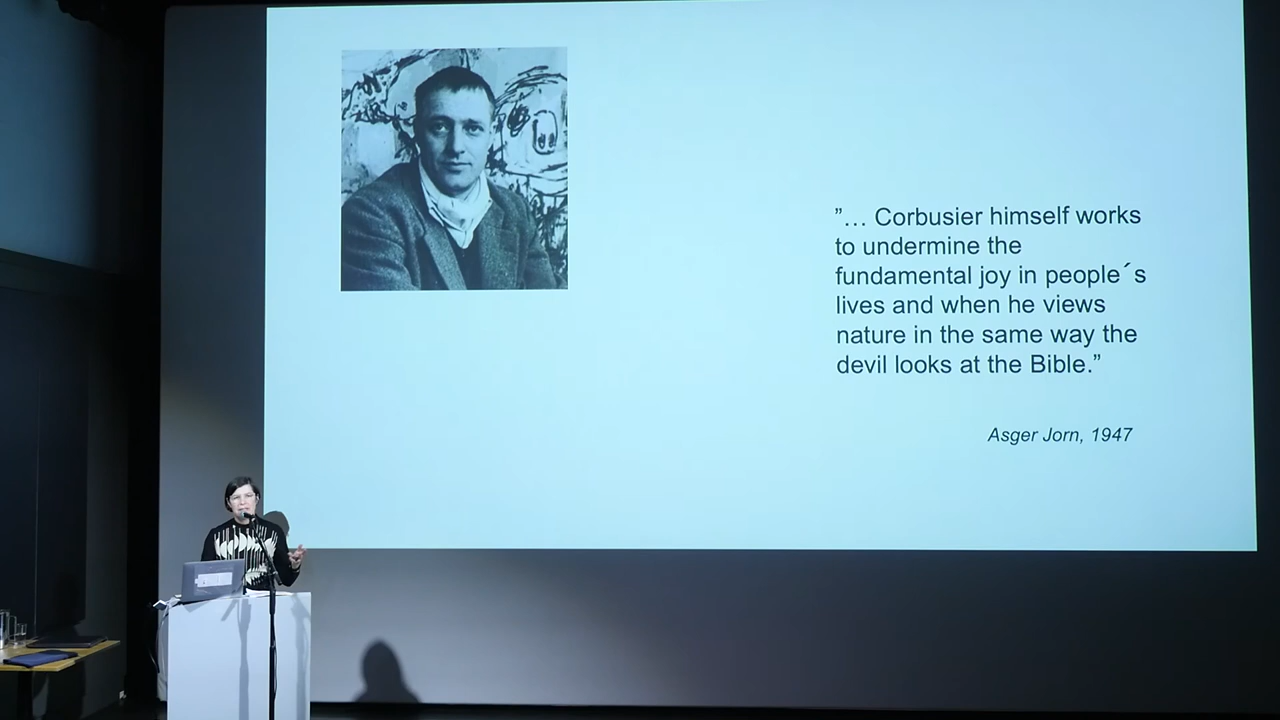 ”… Corbusier himself works
to undermine the
fundamental joy in people´s
lives and when he views
nature in the same way the
devil looks at the Bible.”
Asger Jorn, 1947